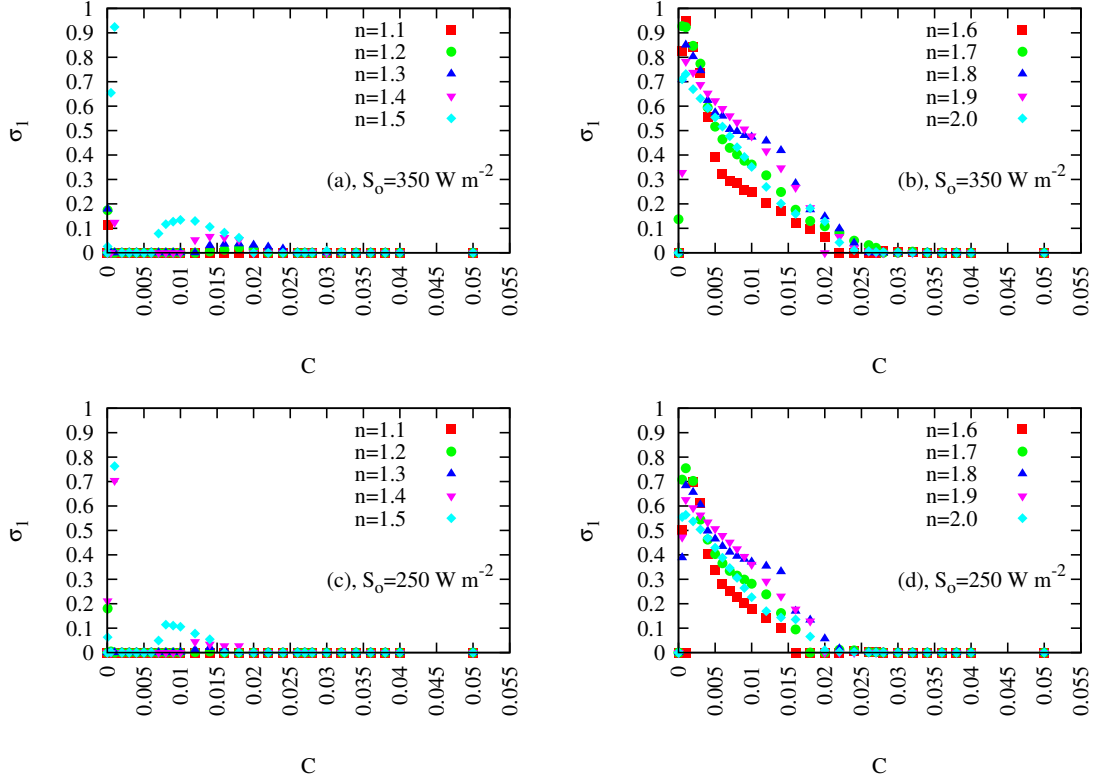 1
0.9
0.8
0.7
0.6
0.5
0.4
0.3
0.2
0.1
0
σ₁
n=1.1
n=1.2
n=1.3
n=1.4
n=1.5
(a), Sₒ=350 W m⁻²
0
0.005
0.01
0.015
0.02
0.025
0.03
0.035
0.04
0.045
0.05
0.055
C
1
0.9
0.8
0.7
0.6
0.5
0.4
0.3
0.2
0.1
0
σ₁
n=1.6
n=1.7
n=1.8
n=1.9
n=2.0
(b), Sₒ=350 W m⁻²
0
0.005
0.01
0.015
0.02
0.025
0.03
0.035
0.04
0.045
0.05
0.055
C
1
0.9
0.8
0.7
0.6
0.5
0.4
0.3
0.2
0.1
0
σ₁
n=1.1
n=1.2
n=1.3
n=1.4
n=1.5
(c), Sₒ=250 W m⁻²
0
0.005
0.01
0.015
0.02
0.025
0.03
0.035
0.04
0.045
0.05
0.055
C
1
0.9
0.8
0.7
0.6
0.5
0.4
0.3
0.2
0.1
0
σ₁
n=1.6
n=1.7
n=1.8
n=1.9
n=2.0
(d), Sₒ=250 W m⁻²
0
0.005
0.01
0.015
0.02
0.025
0.03
0.035
0.04
0.045
0.05
0.055
C